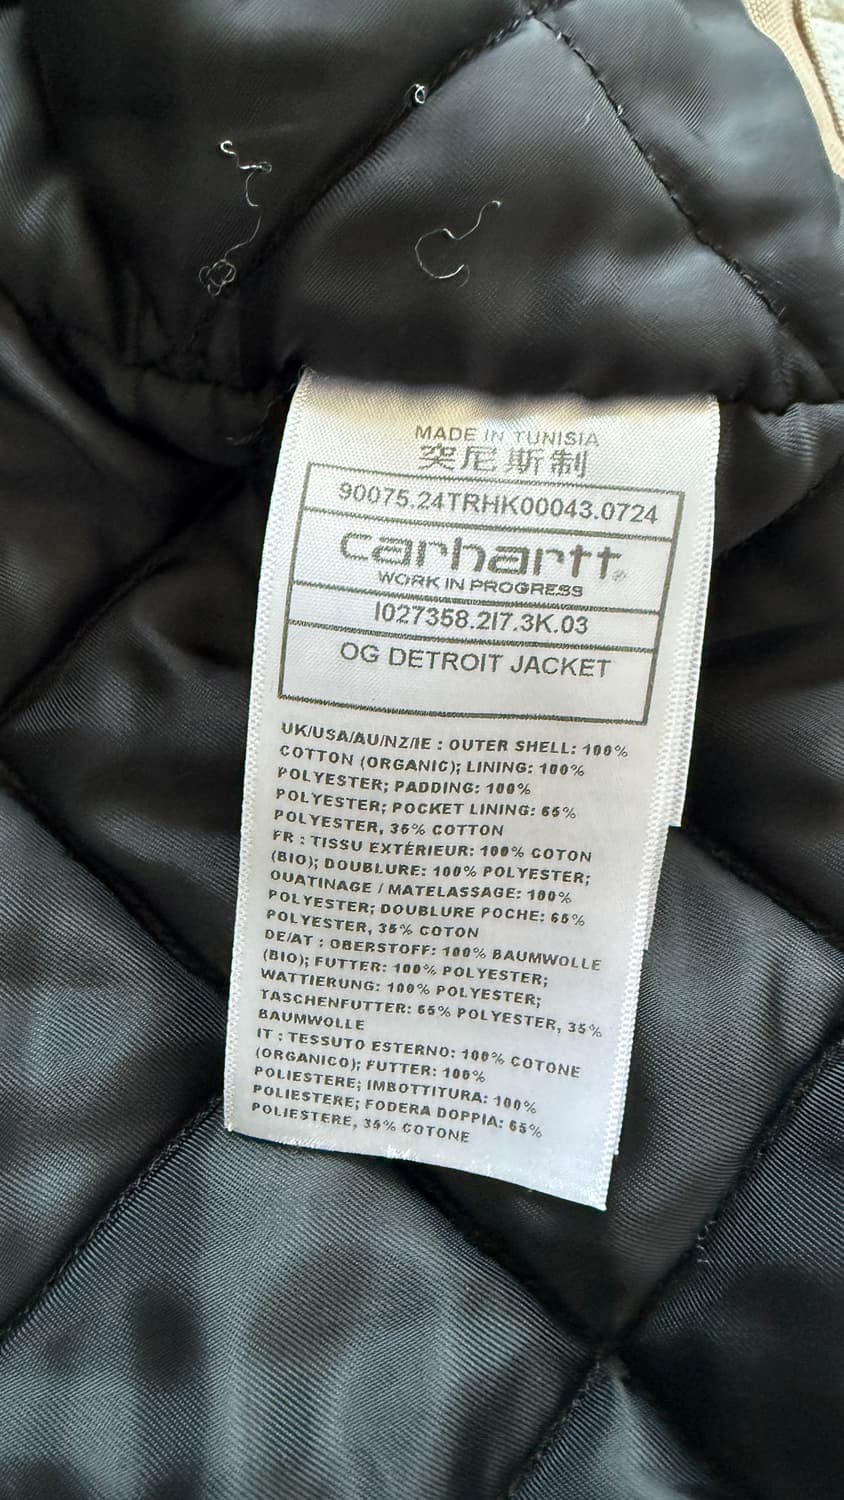 MADE IN TUNISIA
突尼斯制
90075.24TRHK00043.0724
carhartt®
WORK IN PROGRESS
I027358.2I7.3K.03
OG DETROIT JACKET
UK/USA/AU/NZ/IE : OUTER SHELL: 100%
COTTON (ORGANIC); LINING: 100%
POLYESTER; PADDING: 100%
POLYESTER; POCKET LINING: 65%
POLYESTER, 35% COTTON
FR : TISSU EXTÉRIEUR: 100% COTON
(BIO); DOUBLURE: 100% POLYESTER;
OUATINAGE / MATELASSAGE: 100%
POLYESTER; DOUBLURE POCHE: 65%
POLYESTER, 35% COTON
DE/AT : OBERSTOFF: 100% BAUMWOLLE
(BIO); FUTTER: 100% POLYESTER;
WATTIERUNG: 100% POLYESTER;
TASCHENFUTTER: 65% POLYESTER, 35%
BAUMWOLLE
IT : TESSUTO ESTERNO: 100% COTONE
(ORGANICO); FUTTER: 100%
POLIESTERE; IMBOTTITURA: 100%
POLIESTERE; FODERA DOPPIA: 65%
POLIESTERE, 35% COTONE